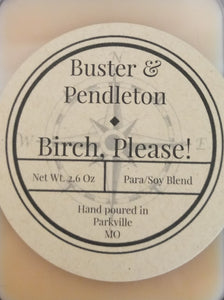 Buster &
Pendleton
Birch, Please!
Net Wt. 2.6 Oz
Para/Soy Blend
Hand poured in
Parkville
MO